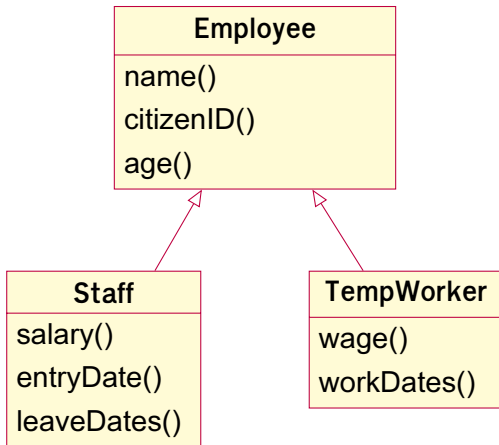 Employee
name()
citizenID()
age()
Staff
salary()
entryDate()
leaveDates()
TempWorker
wage()
workDates()